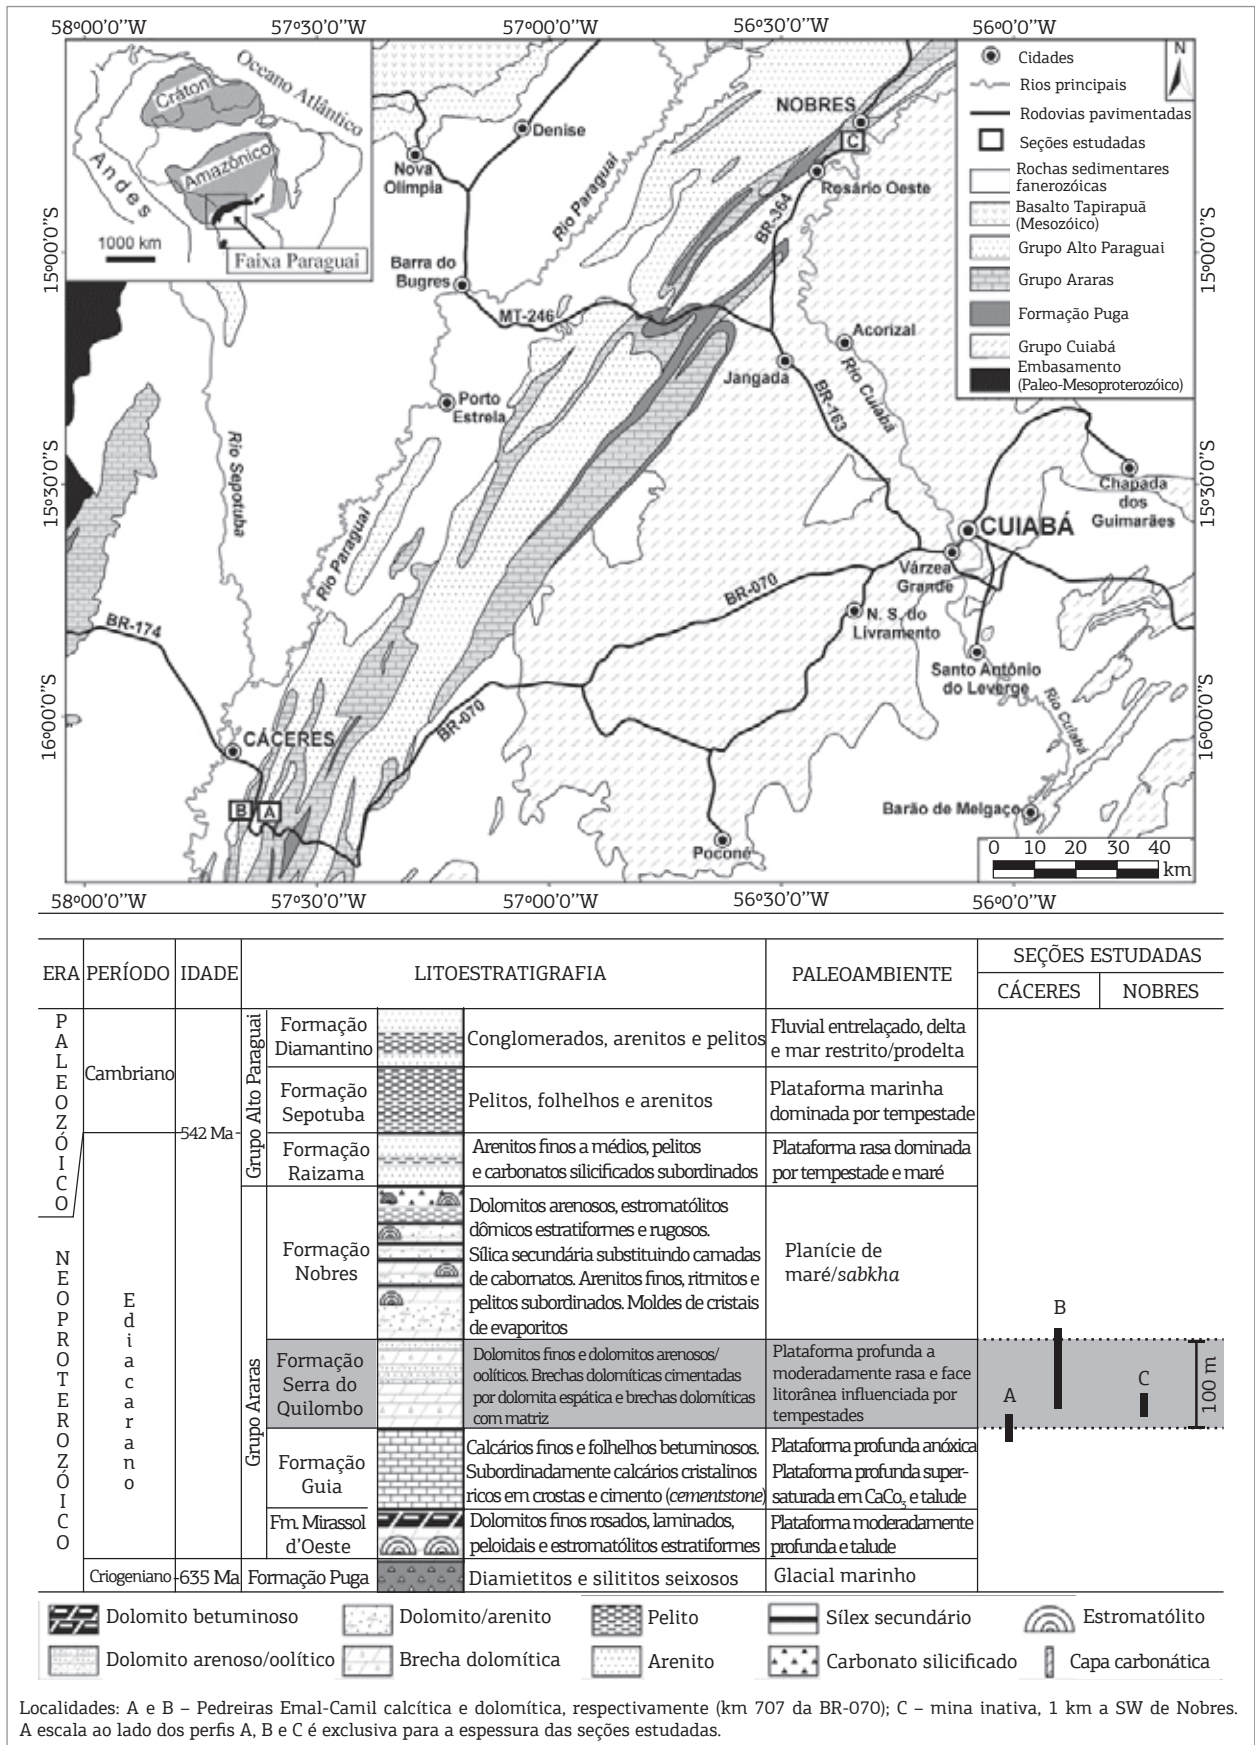 58º00'0’’W
57º30'0’’W
57º00'0’’W
56º30'0’’W
56º0'0’’W
Oceano Atlântico
Cráton
Amazônico
Andes
1000 km
Faixa Paraguai
N
Cidades
Rios principais
Rodovias pavimentadas
Seções estudadas
Rochas sedimentares
fanerozóicas
Basalto Tapirapuã
(Mesozóico)
Grupo Alto Paraguai
Grupo Araras
Formação Puga
Grupo Cuiabá
Embasamento
(Paleo-Mesoproterozóico)
NOBRES
C
Denise
Nova
Olímpia
Rosário Oeste
Rio Paraguai
BR-364
15º00'0’’S
15º00'0’’S
Barra do
Bugres
MT-246
Acorizal
Jangada
Rio Cuiabá
BR-163
Porto
Estrela
Rio Sepotuba
15º30'0’’S
15º30'0’’S
Chapada
dos
Guimarães
CUIABÁ
Várzea
Grande
Rio Paraguai
BR-070
N. S. do
Livramento
BR-174
Santo Antônio
do Leverge
Rio Cuiabá
16º00'0’’S
16º00'0’’S
BR-070
CÁCERES
B
A
Barão de Melgaço
Poconé
0 10 20 30 40
km
58º00'0’’W
57º30'0’’W
57º00'0’’W
56º30'0’’W
56º0'0’’W
ERA
PERÍODO
IDADE
LITOESTRATIGRAFIA
PALEOAMBIENTE
SEÇÕES ESTUDADAS
CÁCERES
NOBRES
PALEOZÓICO
Cambriano
542 Ma
Grupo Alto Paraguai
Formação
Diamantino
Conglomerados, arenitos e pelitos
Fluvial entrelaçado, delta
e mar restrito/prodelta
Formação
Sepotuba
Pelitos, folhelhos e arenitos
Plataforma marinha
dominada por tempestade
Formação
Raizama
Arenitos finos a médios, pelitos
e carbonatos silicificados subordinados
Plataforma rasa dominada
por tempestade e maré
NEOPROTEROZÓICO
Ediacarano
Grupo Araras
Formação
Nobres
Dolomitos arenosos, estromatólitos
dômicos estratiformes e rugosos.
Sílica secundária substituindo camadas
de cabornatos. Arenitos finos, ritmitos e
pelitos subordinados. Moldes de cristais
de evaporitos
Planície de
maré/sabkha
Formação
Serra do
Quilombo
Dolomitos finos e dolomitos arenosos/
oolíticos. Brechas dolomíticas cimentadas
por dolomita espática e brechas dolomíticas
com matriz
Plataforma profunda a
moderadamente rasa e face
litorânea influenciada por
tempestades
A
B
C
100 m
Formação
Guia
Calcários finos e folhelhos betuminosos.
Subordinadamente calcários cristalinos
ricos em crostas e cimento (cementstone)
Plataforma profunda anóxica
Plataforma profunda super-
saturada em CaCo₃ e talude
Fm. Mirassol
d'Oeste
Dolomitos finos rosados, laminados,
peloidais e estromatólitos estratiformes
Plataforma moderadamente
profunda e talude
Criogeniano
635 Ma
Formação Puga
Diamietitos e silititos seixosos
Glacial marinho
Dolomito betuminoso
Dolomito/arenito
Pelito
Sílex secundário
Estromatólito
Dolomito arenoso/oolítico
Brecha dolomítica
Arenito
Carbonato silicificado
Capa carbonática
Localidades: A e B – Pedreiras Emal-Camil calcítica e dolomítica, respectivamente (km 707 da BR-070); C – mina inativa, 1 km a SW de Nobres.
A escala ao lado dos perfis A, B e C é exclusiva para a espessura das seções estudadas.